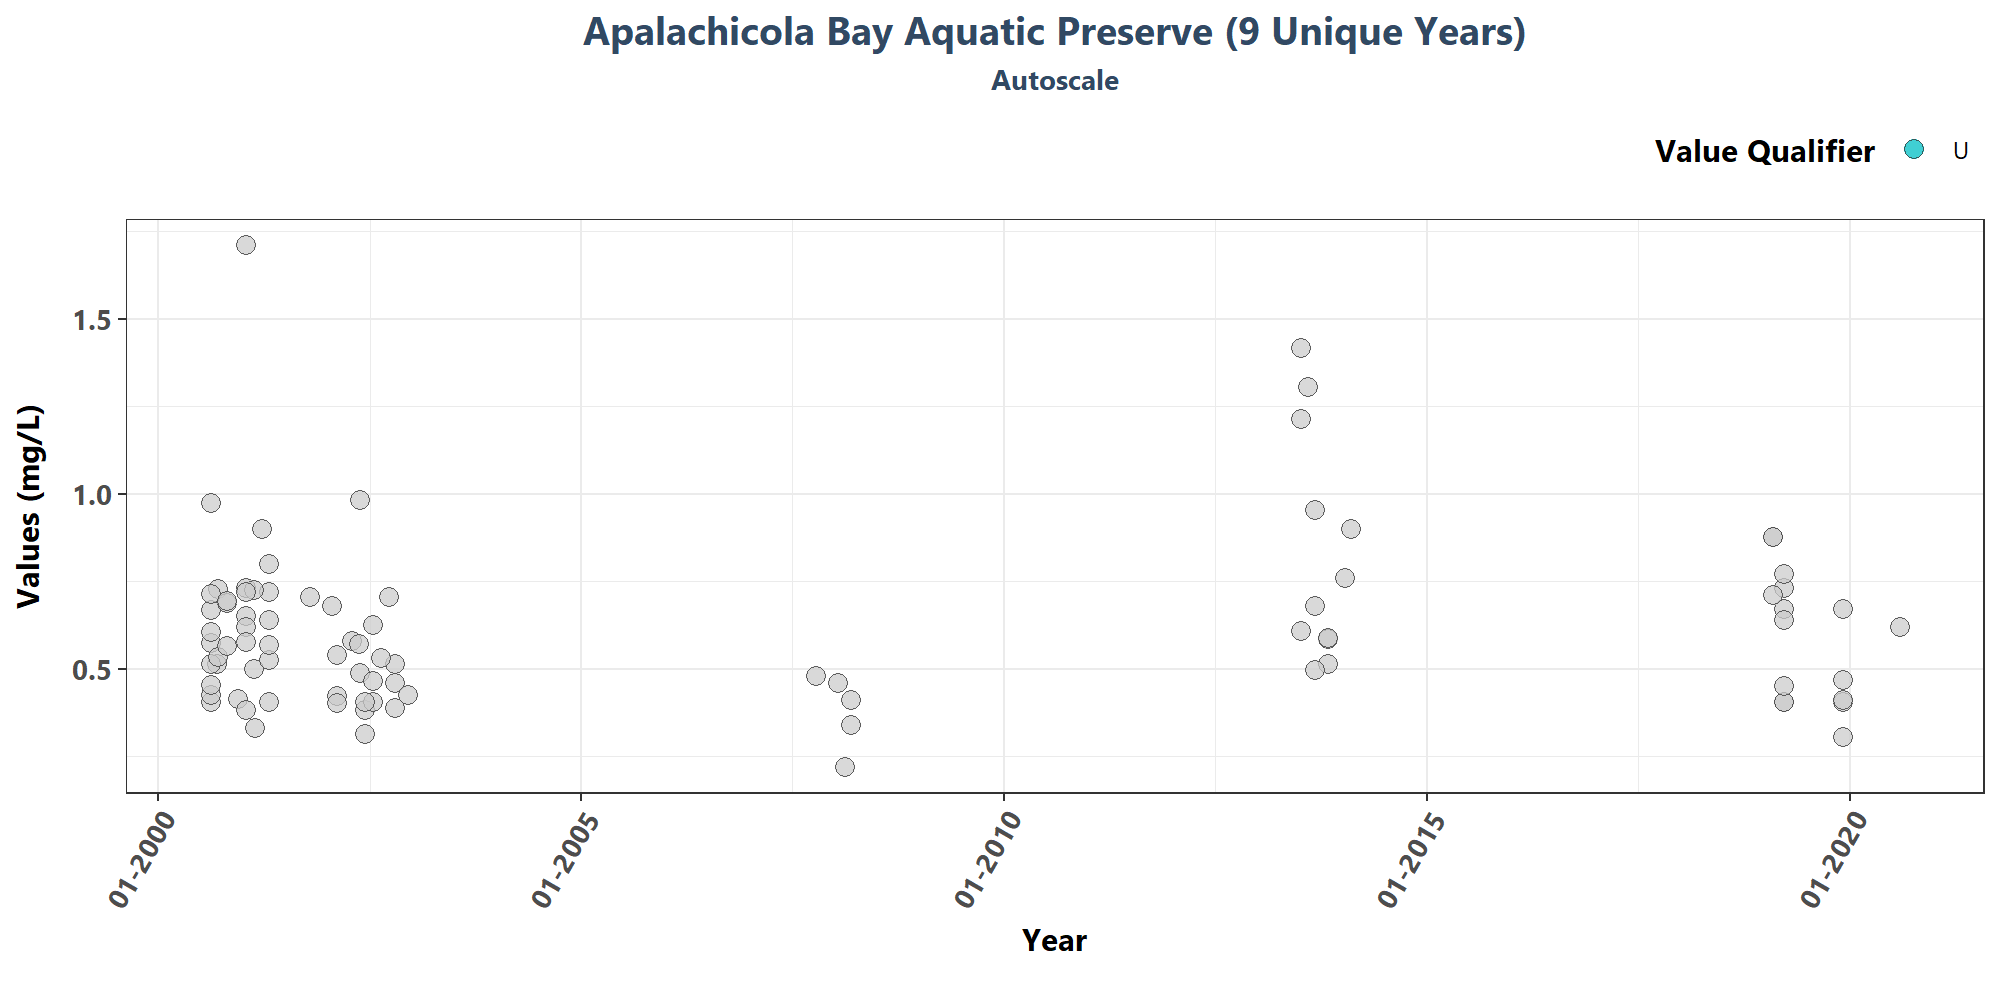 Apalachicola Bay Aquatic Preserve (9 Unique Years)
Autoscale
Value Qualifier U
Values (mg/L)
1.5
1.0
0.5
01-2000
01-2005
01-2010
01-2015
01-2020
Year